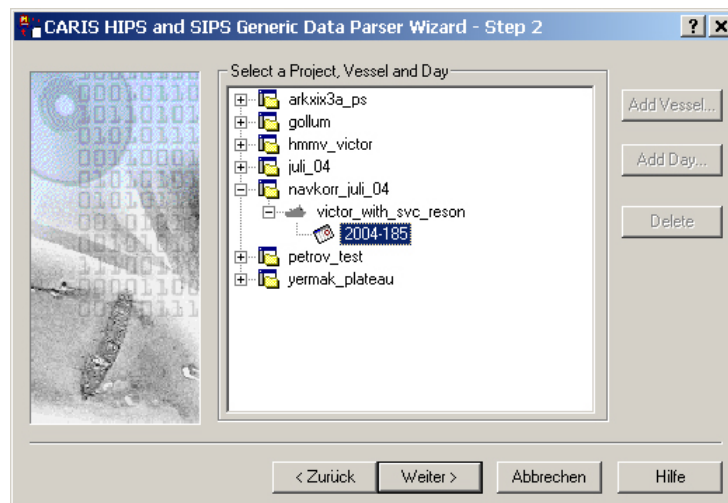 CARIS HIPS and SIPS Generic Data Parser Wizard - Step 2
Select a Project, Vessel and Day
arkxix3a_ps
gollum
hmmv_victor
juli_04
navkorr_juli_04
victor_with_svc_reson
2004-185
petrov_test
yermak_plateau
Add Vessel...
Add Day...
Delete
< Zurück
Weiter >
Abbrechen
Hilfe